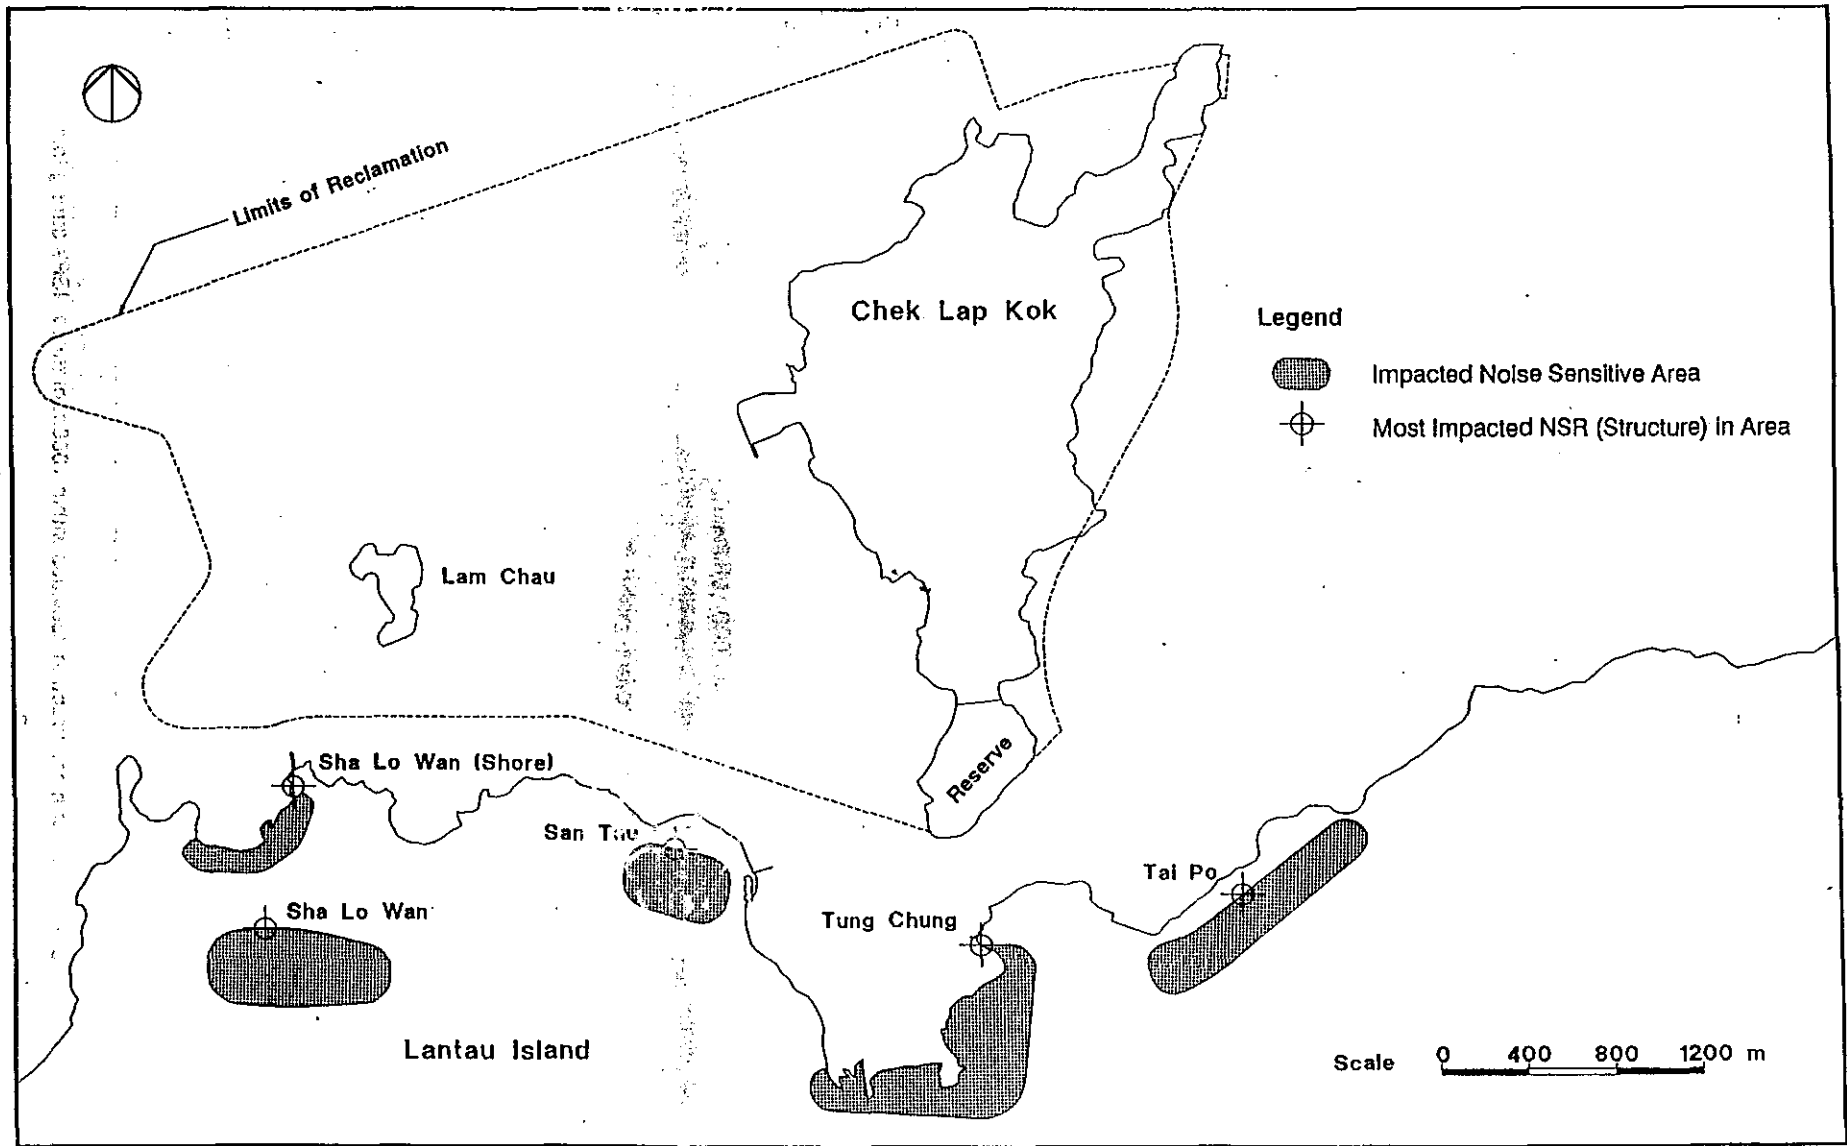 Limits of Reclamation
Chek Lap Kok
Legend
Impacted Noise Sensitive Area
Most Impacted NSR (Structure) in Area
Lam Chau
Reserve
Sha Lo Wan (Shore)
San
Tai Po
Sha Lo Wan
Tung Chung
Lantau Island
Scale 0 400 800 1200 m